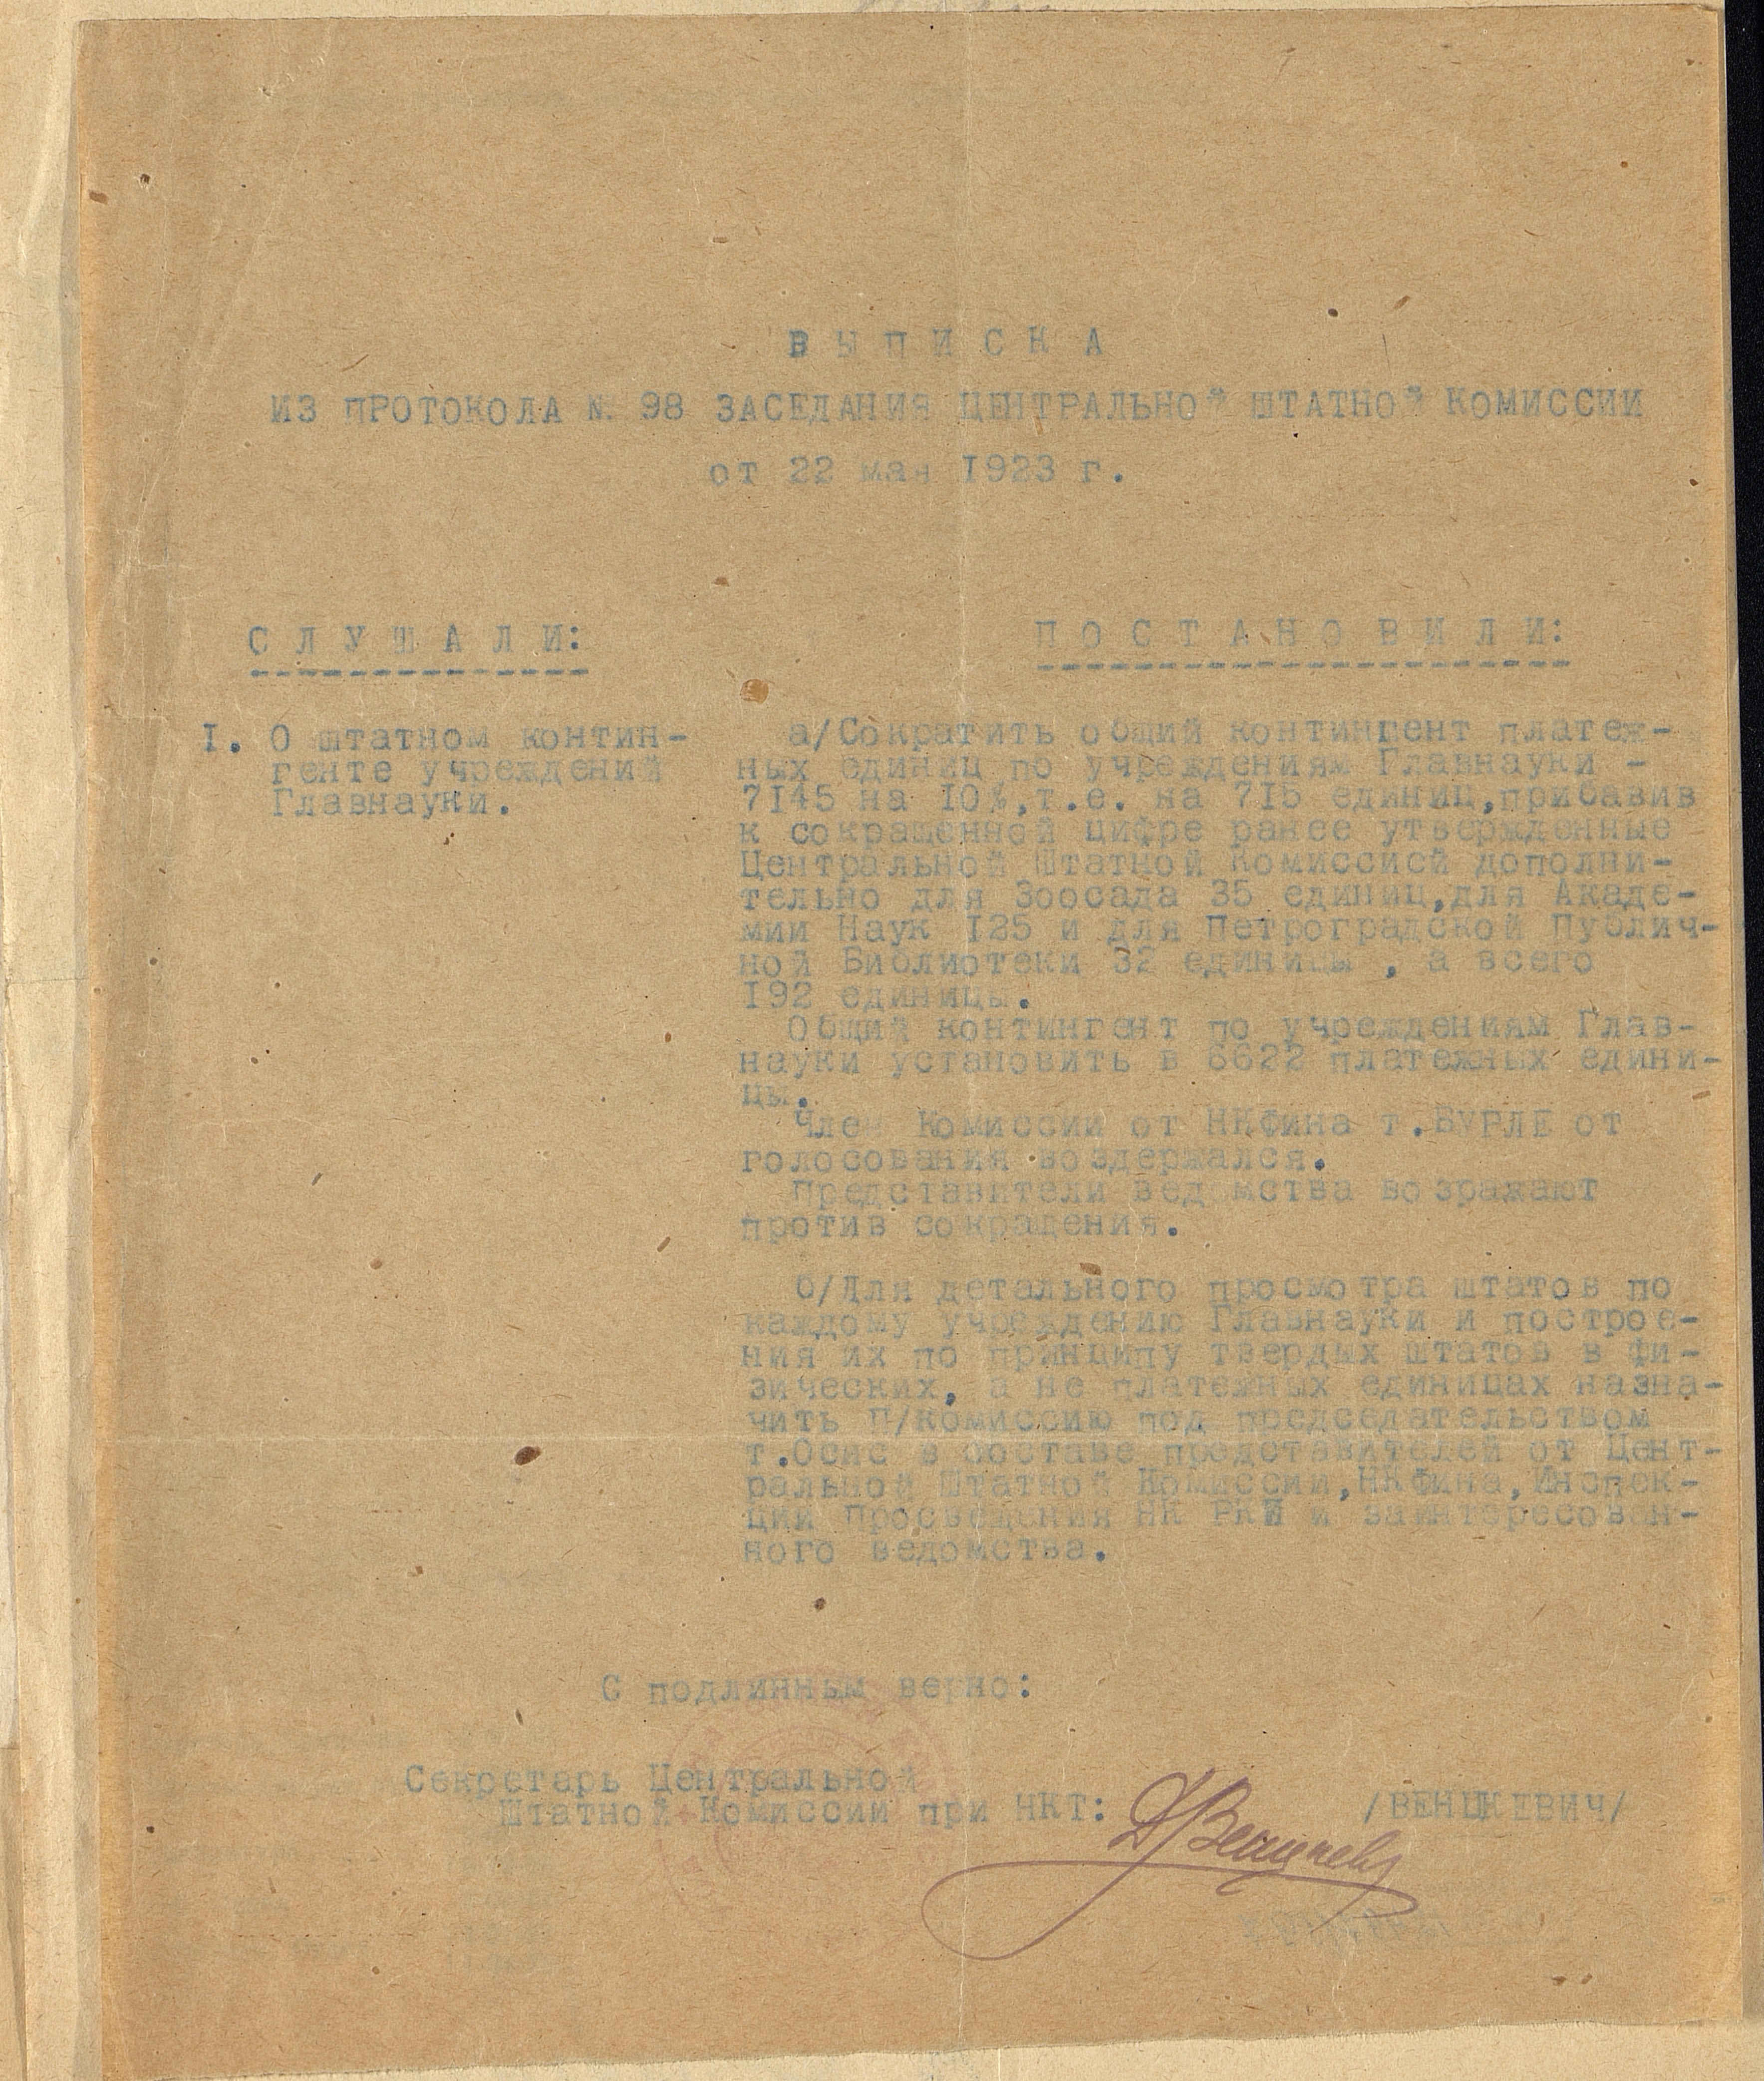 ВЫПИСКА
ИЗ ПРОТОКОЛА №. 98 ЗАСЕДАНИЯ ЦЕНТРАЛЬНОЙ ШТАТНОЙ КОМИССИИ
от 22 мая 1923 г.
СЛУШАЛИ:
I. О штатном контин-
генте учреждений
Главнауки.
ПОСТАНОВИЛИ:
а/Сократить общий контингент платеж-
ных единиц по учреждениям Главнауки -
7145 на 10%,т.е. на 715 единиц,прибавив
к сокращенной цифре ранее утвержденные
Центральной Штатной Комиссией дополни-
тельно для Зоосада 35 единиц,для Акаде-
мии Наук 125 и для Петроградской Публич-
ной Библиотеки 32 единицы , а всего
192 единицы.
Общий контингент по учреждениям Глав-
науки установить в 6622 платежных едини-
цы.
Член Комиссии от НКФина т.ВУРЛЕ от
голосования воздержался.
Представители ведомства возражают
против сокращения.
б/Для детального просмотра штатов по
каждому учреждению Главнауки и построе-
ния их по принципу твердых штатов в фи-
зических, а не платежных единицах назна-
чить п/комиссию под председательством
т.Осис в составе представителей от Цент-
ральной Штатной Комиссии,НКФина,Инспек-
ции Просвещения НК РКИ и заинтересован-
ного ведомства.
С подлинным верно:
Секретарь Центральной
Штатной Комиссии при НКТ: /ВЕНЦКЕВИЧ/